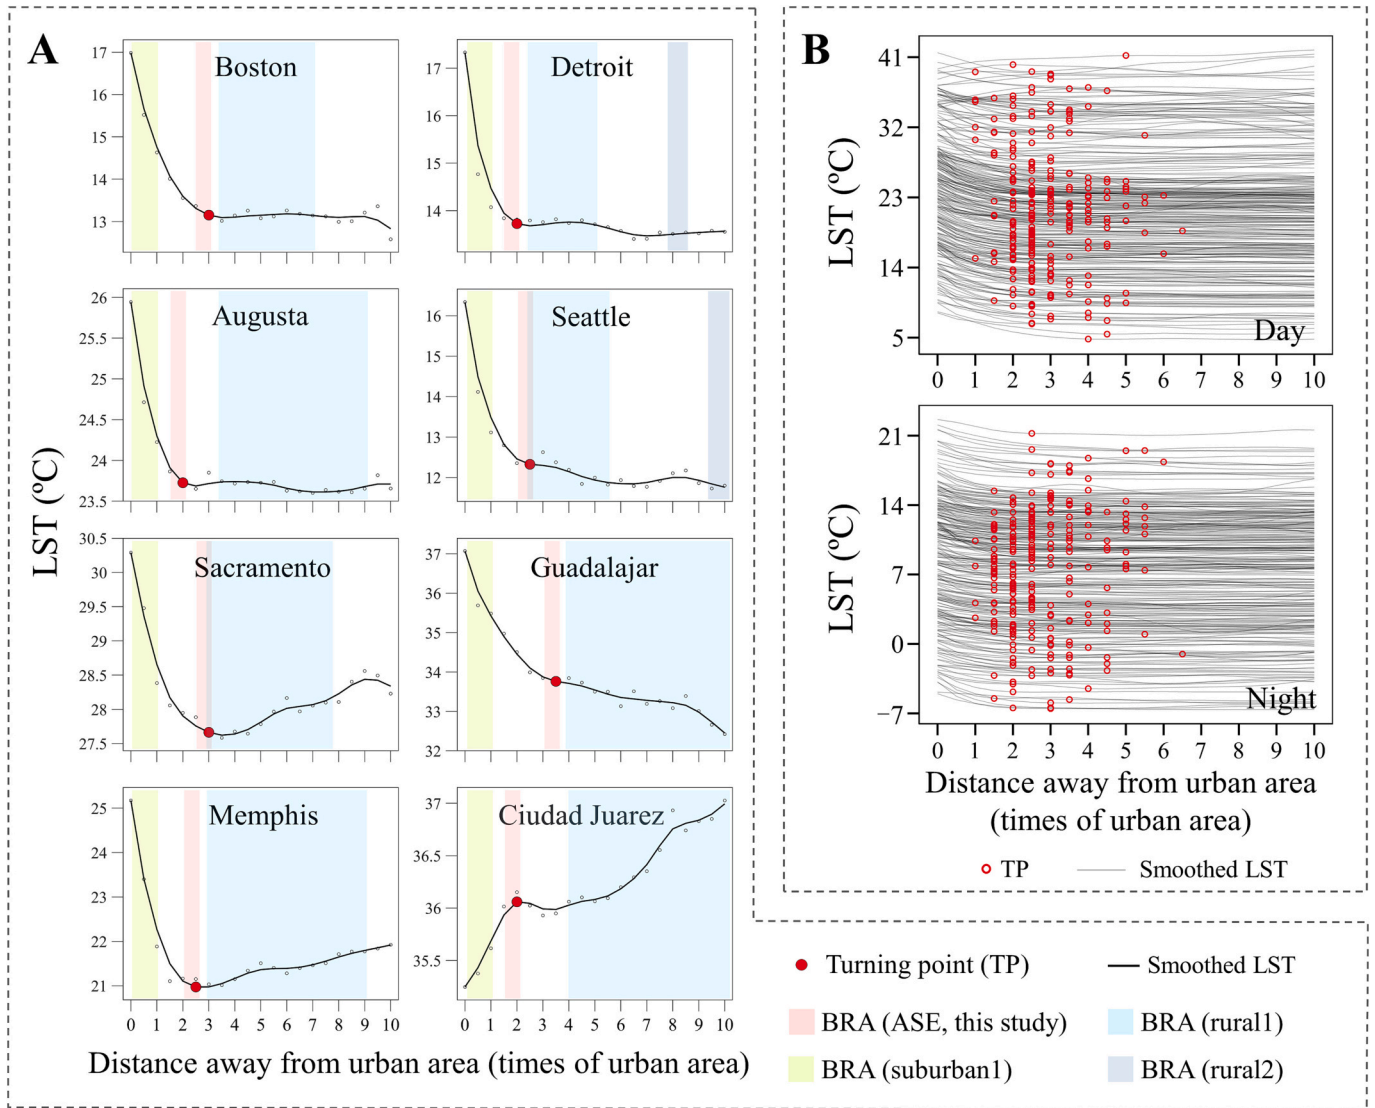 A
LST (ºC)
Boston
17
16
15
14
13
Detroit
17
16
15
14
Augusta
26
25.5
25
24.5
24
23.5
Seattle
16
15
14
13
12
Sacramento
30.5
30
29.5
29
28.5
28
27.5
Guadalajar
37
36
35
34
33
32
Memphis
25
24
23
22
21
0 1 2 3 4 5 6 7 8 9 10
Ciudad Juarez
37
36.5
36
35.5
0 1 2 3 4 5 6 7 8 9 10
Distance away from urban area (times of urban area)
B
LST (ºC)
41
32
23
14
5
Day
0 1 2 3 4 5 6 7 8 9 10
LST (ºC)
21
14
7
0
−7
Night
0 1 2 3 4 5 6 7 8 9 10
Distance away from urban area
(times of urban area)
TP Smoothed LST
Turning point (TP) Smoothed LST
BRA (ASE, this study) BRA (rural1)
BRA (suburban1) BRA (rural2)